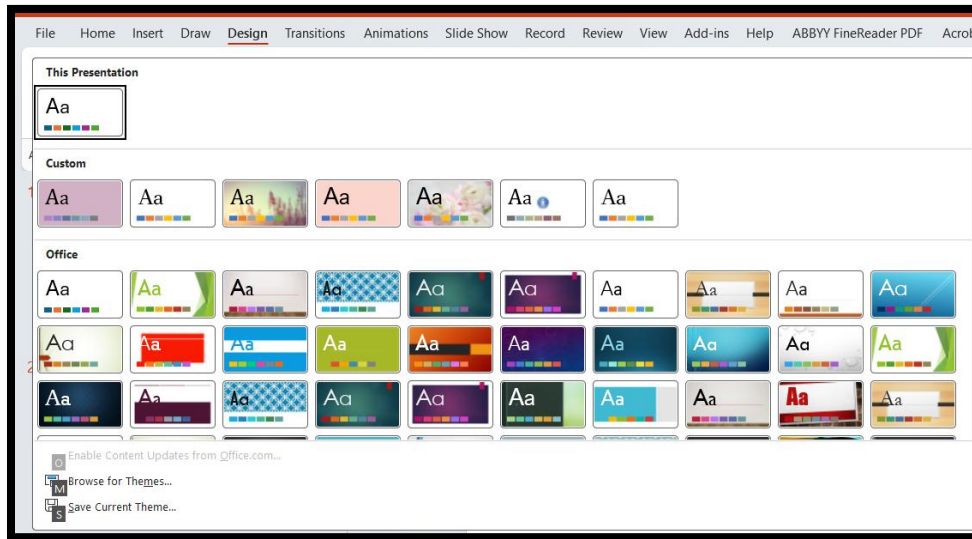 File Home Insert Draw Design Transitions Animations Slide Show Record Review View Add-ins Help ABBYY FineReader PDF Acrob
This Presentation
Aa
Custom
Aa Aa Aa Aa Aa Aa Aa
Office
Aa Aa Aa Aa Aa Aa Aa Aa Aa Aa
Aa Aa Aa Aa Aa Aa Aa Aa Aa Aa
Aa Aa Aa Aa Aa Aa Aa Aa Aa Aa
O Enable Content Updates from Office.com...
M Browse for Themes...
S Save Current Theme...